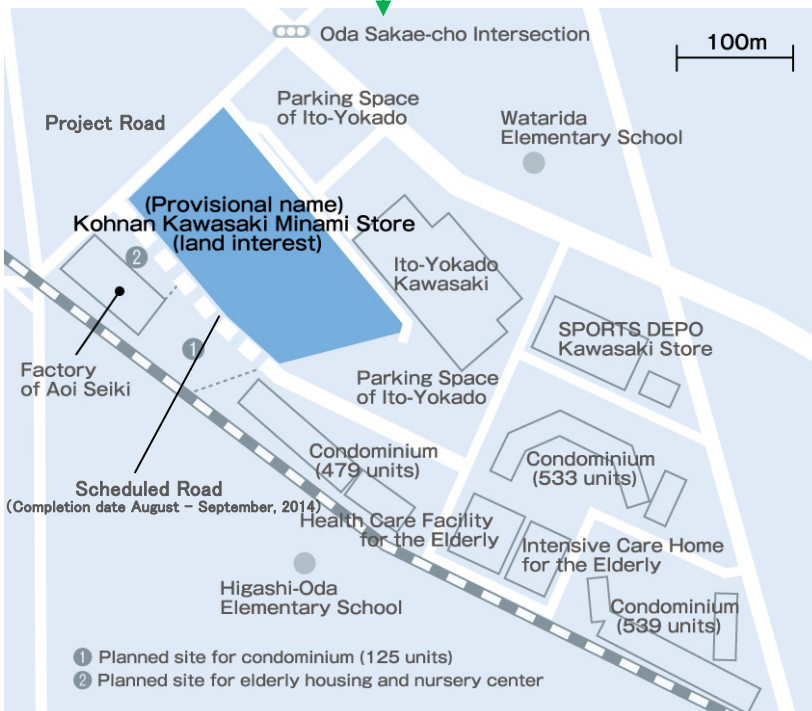 Oda Sakae-cho Intersection
100m
Parking Space
of Ito-Yokado
Watarida
Elementary School
Project Road
(Provisional name)
Kohnan Kawasaki Minami Store
(land interest)
2
Ito-Yokado
Kawasaki
SPORTS DEPO
Kawasaki Store
1
Factory
of Aoi Seiki
Parking Space
of Ito-Yokado
Condominium
(479 units)
Condominium
(533 units)
Scheduled Road
(Completion date August – September, 2014)
Health Care Facility
for the Elderly
Intensive Care Home
for the Elderly
Higashi-Oda
Elementary School
Condominium
(539 units)
1 Planned site for condominium (125 units)
2 Planned site for elderly housing and nursery center